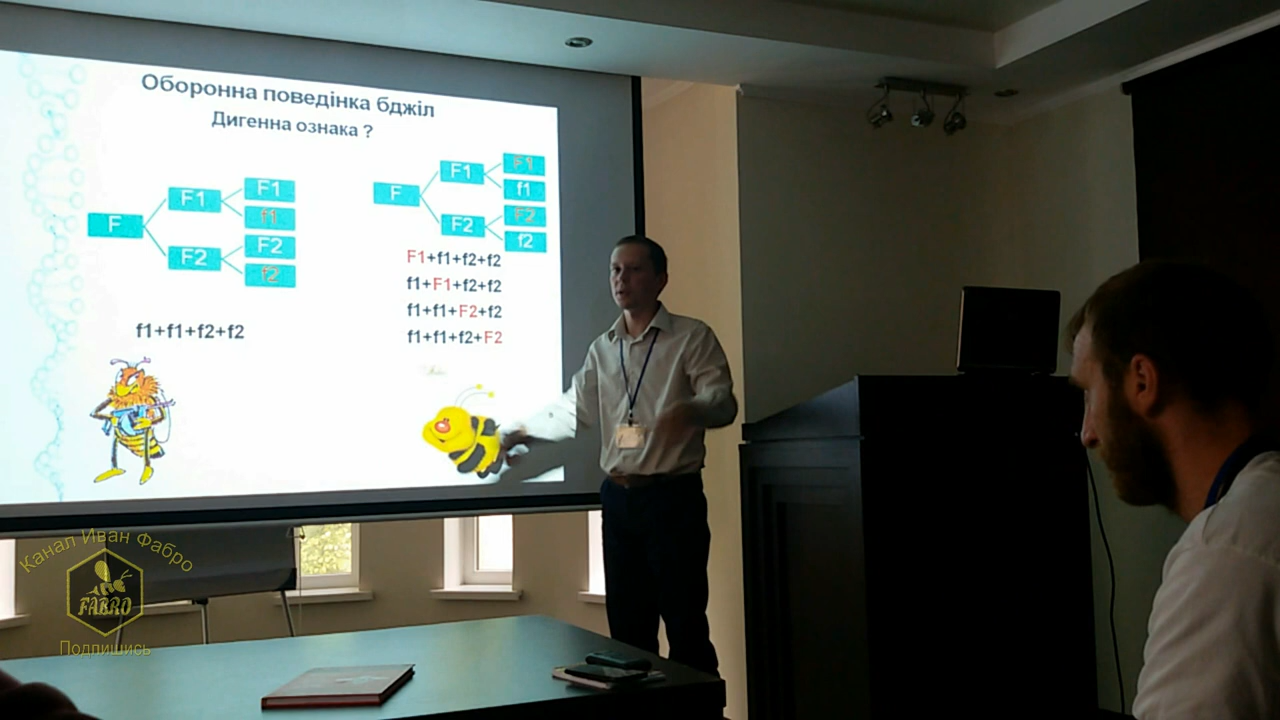 Оборонна поведінка бджіл
Дигенна ознака ?
F
F1
F1
f1
F2
F2
f2
f1+f1+f2+f2
F
F1
F1
f1
F2
F2
f2
F1+f1+f2+f2
f1+F1+f2+f2
f1+f1+F2+f2
f1+f1+f2+F2
Канал Иван Фабро
FABRO
Подпишись